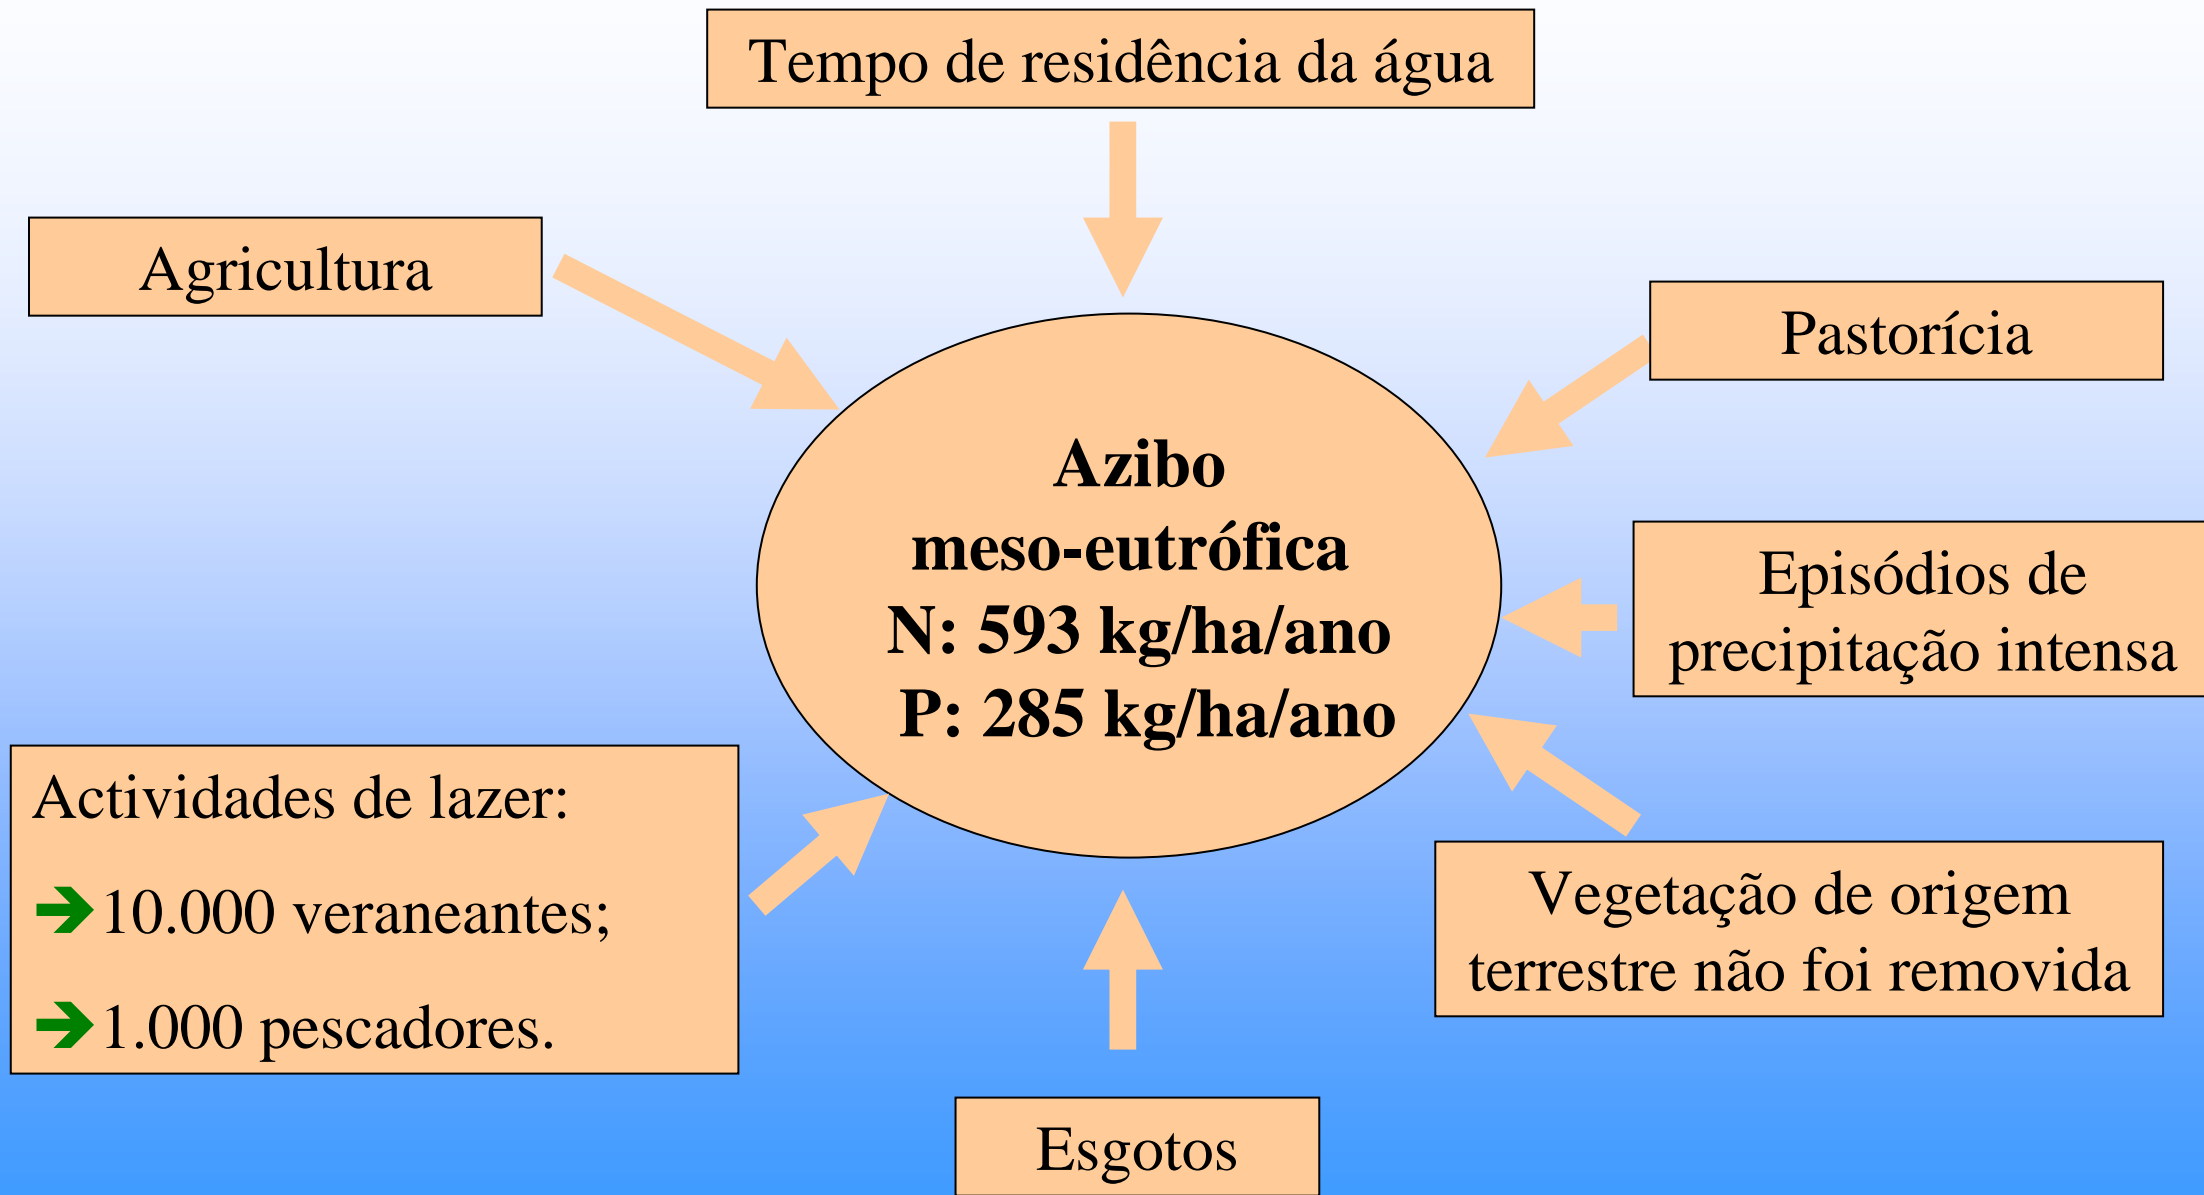 Tempo de residência da água
Agricultura
Pastorícia
Azibo
meso-eutrófica
N: 593 kg/ha/ano
P: 285 kg/ha/ano
Episódios de
precipitação intensa
Actividades de lazer:
➔10.000 veraneantes;
➔1.000 pescadores.
Vegetação de origem
terrestre não foi removida
Esgotos